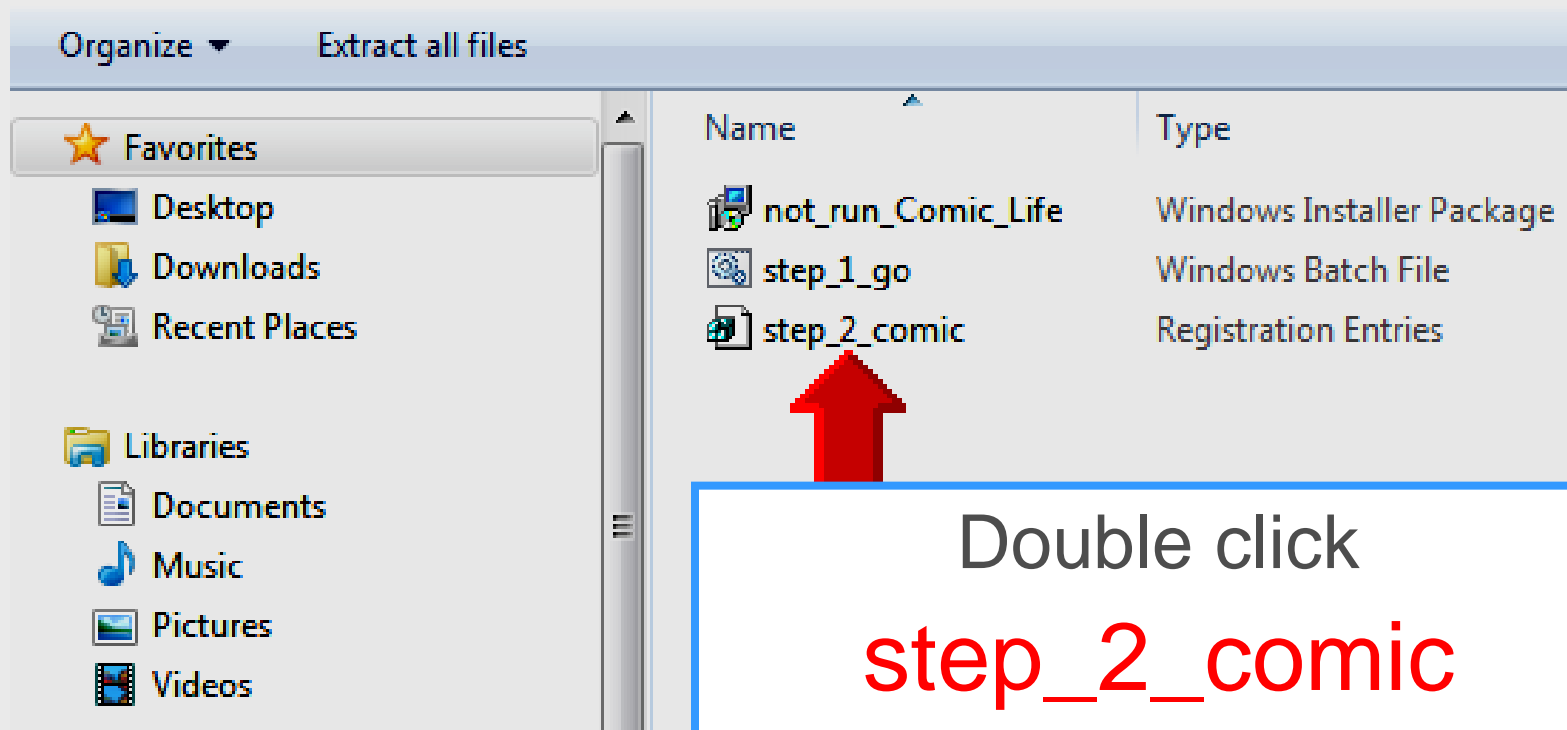 Organize Extract all files
Favorites
Desktop
Downloads
Recent Places
Libraries
Documents
Music
Pictures
Videos
Name Type
not_run_Comic_Life Windows Installer Package
step_1_go Windows Batch File
step_2_comic Registration Entries
Double click
step_2_comic